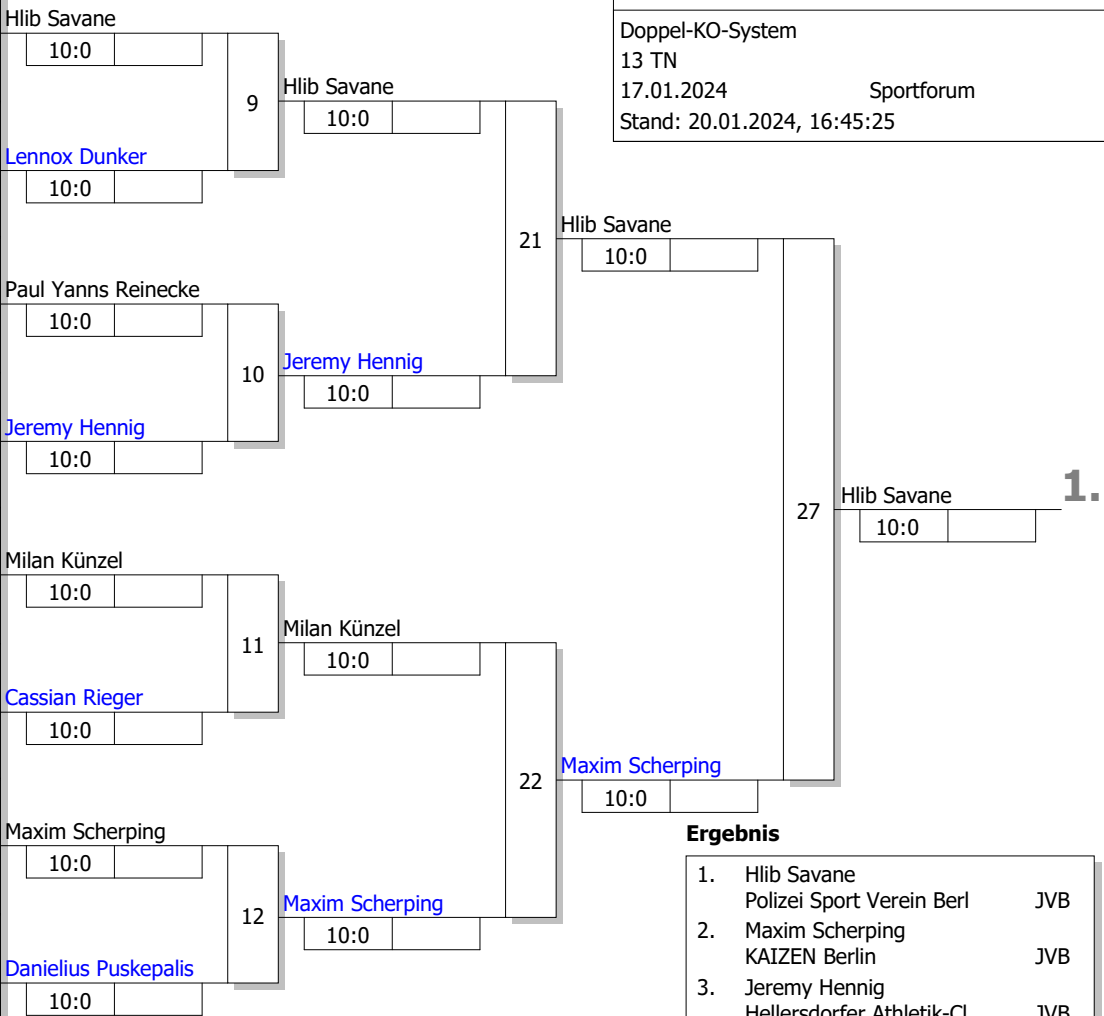 Doppel-KO-System
13 TN
17.01.2024 Sportforum
Stand: 20.01.2024, 16:45:25
Hlib Savane
10:0
9
Lennox Dunker
10:0
Paul Yanns Reinecke
10:0
10
Jeremy Hennig
10:0
Milan Künzel
10:0
11
Cassian Rieger
10:0
Maxim Scherping
10:0
12
Danielius Puskepalis
10:0
Hlib Savane
10:0
21
Jeremy Hennig
10:0
Milan Künzel
10:0
22
Maxim Scherping
10:0
Hlib Savane
10:0
27
Maxim Scherping
10:0
Hlib Savane
10:0
1.
Ergebnis
1. Hlib Savane
Polizei Sport Verein Berl JVB
2. Maxim Scherping
KAIZEN Berlin JVB
3. Jeremy Hennig
Hellersdorfer Athletik-Cl JVB